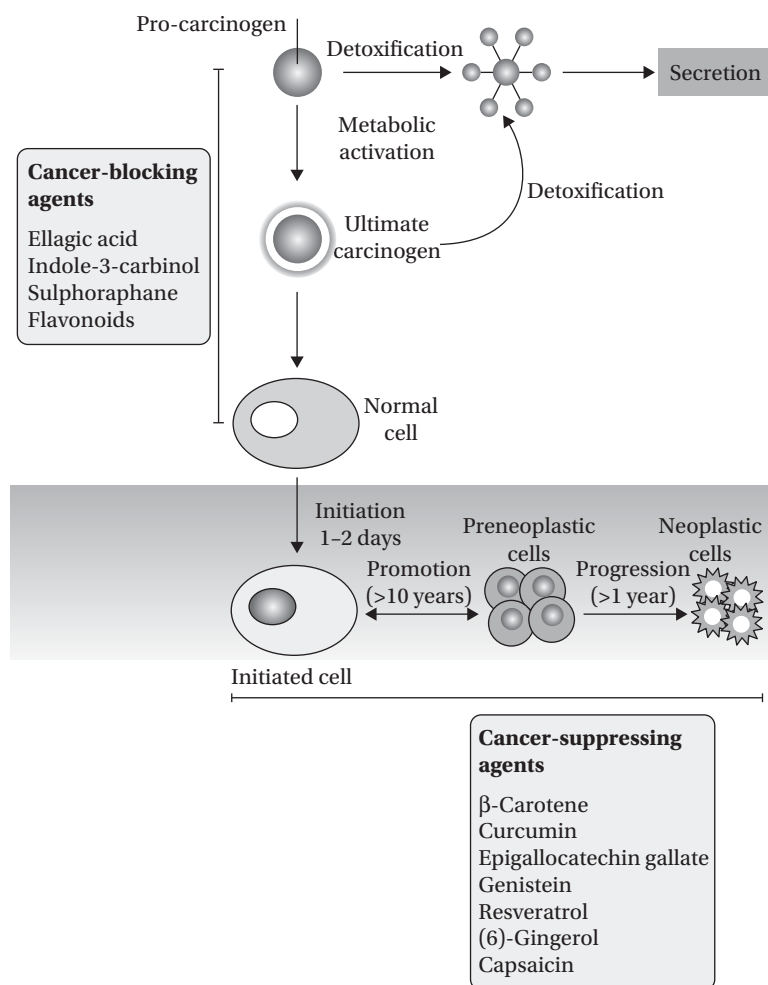 Pro-carcinogen
Detoxification
Secretion
Metabolic
activation
Cancer-blocking
agents
Ellagic acid
Indole-3-carbinol
Sulphoraphane
Flavonoids
Ultimate
carcinogen
Detoxification
Normal
cell
Initiation
1–2 days
Preneoplastic
cells
Neoplastic
cells
Promotion
(>10 years)
Progression
(>1 year)
Initiated cell
Cancer-suppressing
agents
β-Carotene
Curcumin
Epigallocatechin gallate
Genistein
Resveratrol
(6)-Gingerol
Capsaicin